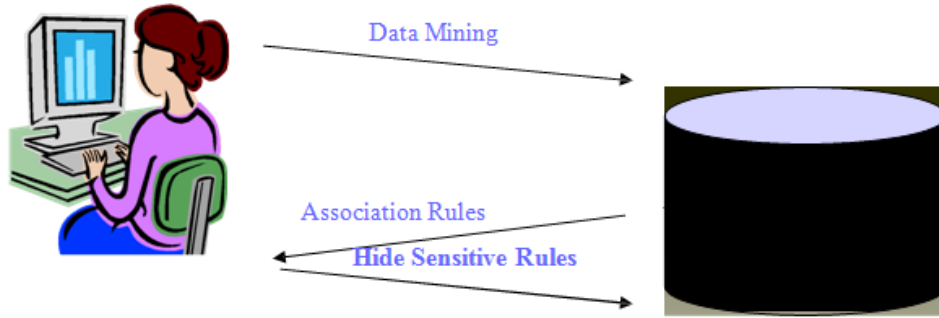 Data Mining
Association Rules
Hide Sensitive Rules